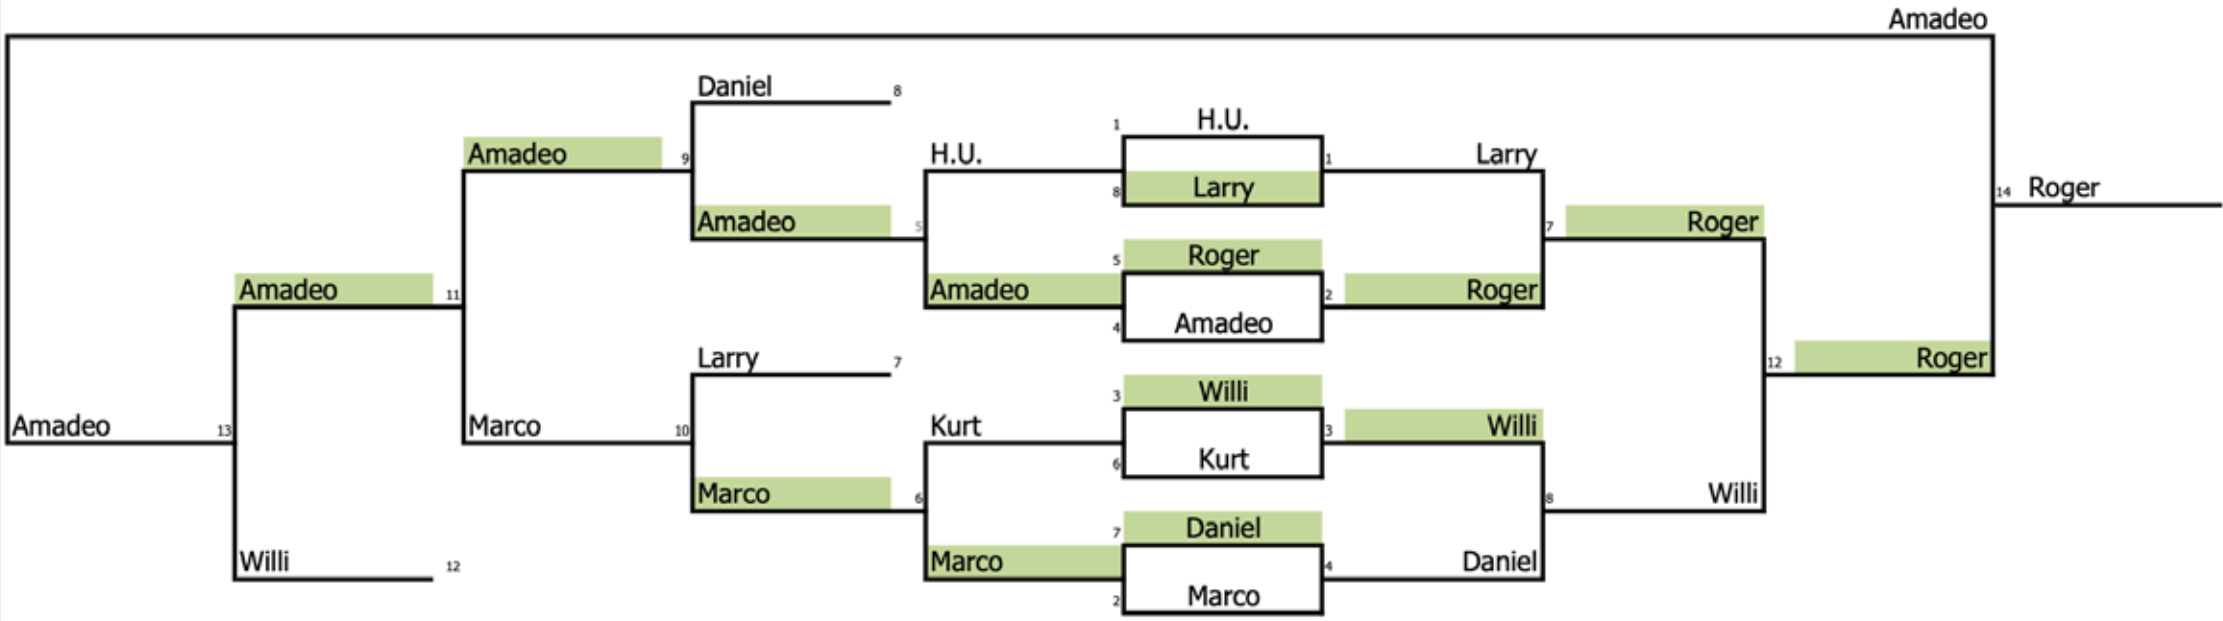 Amadeo
Daniel 8
1 H.U.
Amadeo 9 H.U. 1 Larry
8 Larry 14 Roger
Amadeo 5 7 Roger
5 Roger
Amadeo 11 Amadeo 2 Roger
4 Amadeo
Larry 7 12 Roger
3 Willi
Amadeo 13 Marco 10 Kurt 3 Willi
6 Kurt
Marco 6 8 Willi
7 Daniel
Willi 12 Marco 4 Daniel
2 Marco